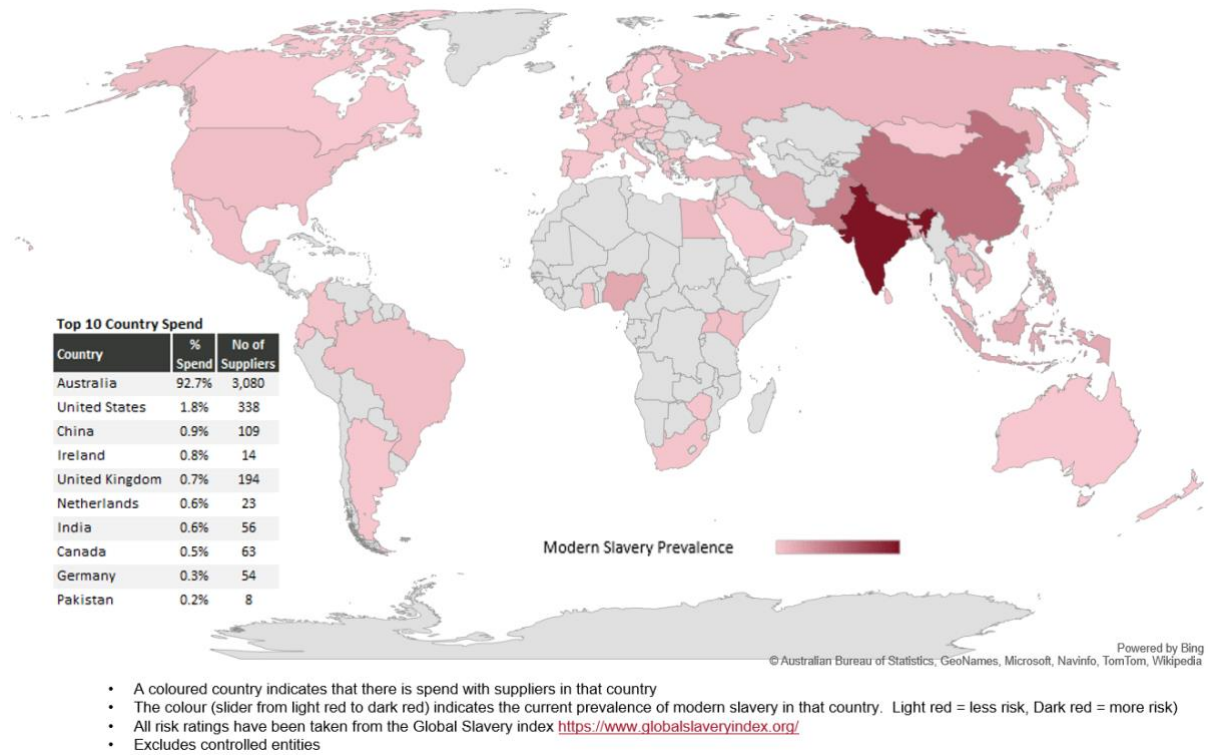 Top 10 Country Spend
Country % Spend No of Suppliers
Australia 92.7% 3,080
United States 1.8% 338
China 0.9% 109
Ireland 0.8% 14
United Kingdom 0.7% 194
Netherlands 0.6% 23
India 0.6% 56
Canada 0.5% 63
Germany 0.3% 54
Pakistan 0.2% 8
Modern Slavery Prevalence
Powered by Bing
© Australian Bureau of Statistics, GeoNames, Microsoft, Navinfo, TomTom, Wikipedia
• A coloured country indicates that there is spend with suppliers in that country
• The colour (slider from light red to dark red) indicates the current prevalence of modern slavery in that country. Light red = less risk, Dark red = more risk)
• All risk ratings have been taken from the Global Slavery index https://www.globalslaveryindex.org/
• Excludes controlled entities